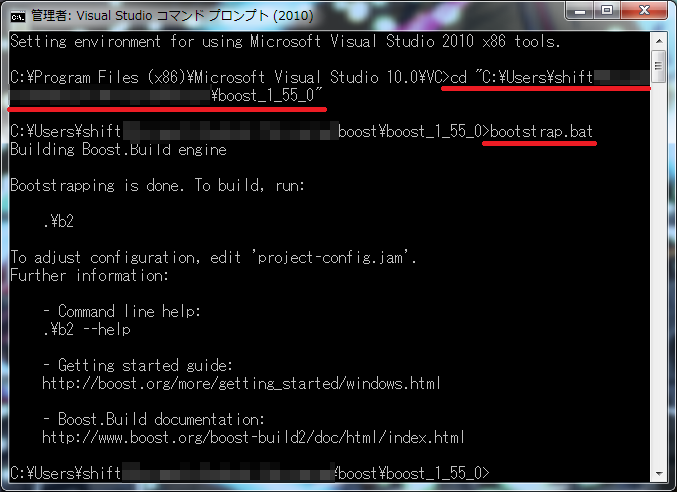 管理者: Visual Studio コマンド プロンプト (2010)
Setting environment for using Microsoft Visual Studio 2010 x86 tools.
C:¥Program Files (x86)¥Microsoft Visual Studio 10.0¥VC>cd "C:¥Users¥shift
¥boost_1_55_0"
C:¥Users¥shift boost¥boost_1_55_0>bootstrap.bat
Building Boost.Build engine
Bootstrapping is done. To build, run:
.¥b2
To adjust configuration, edit 'project-config.jam'.
Further information:
- Command line help:
.¥b2 --help
- Getting started guide:
http://boost.org/more/getting_started/windows.html
- Boost.Build documentation:
http://www.boost.org/boost-build2/doc/html/index.html
C:¥Users¥shift ¥boost¥boost_1_55_0>